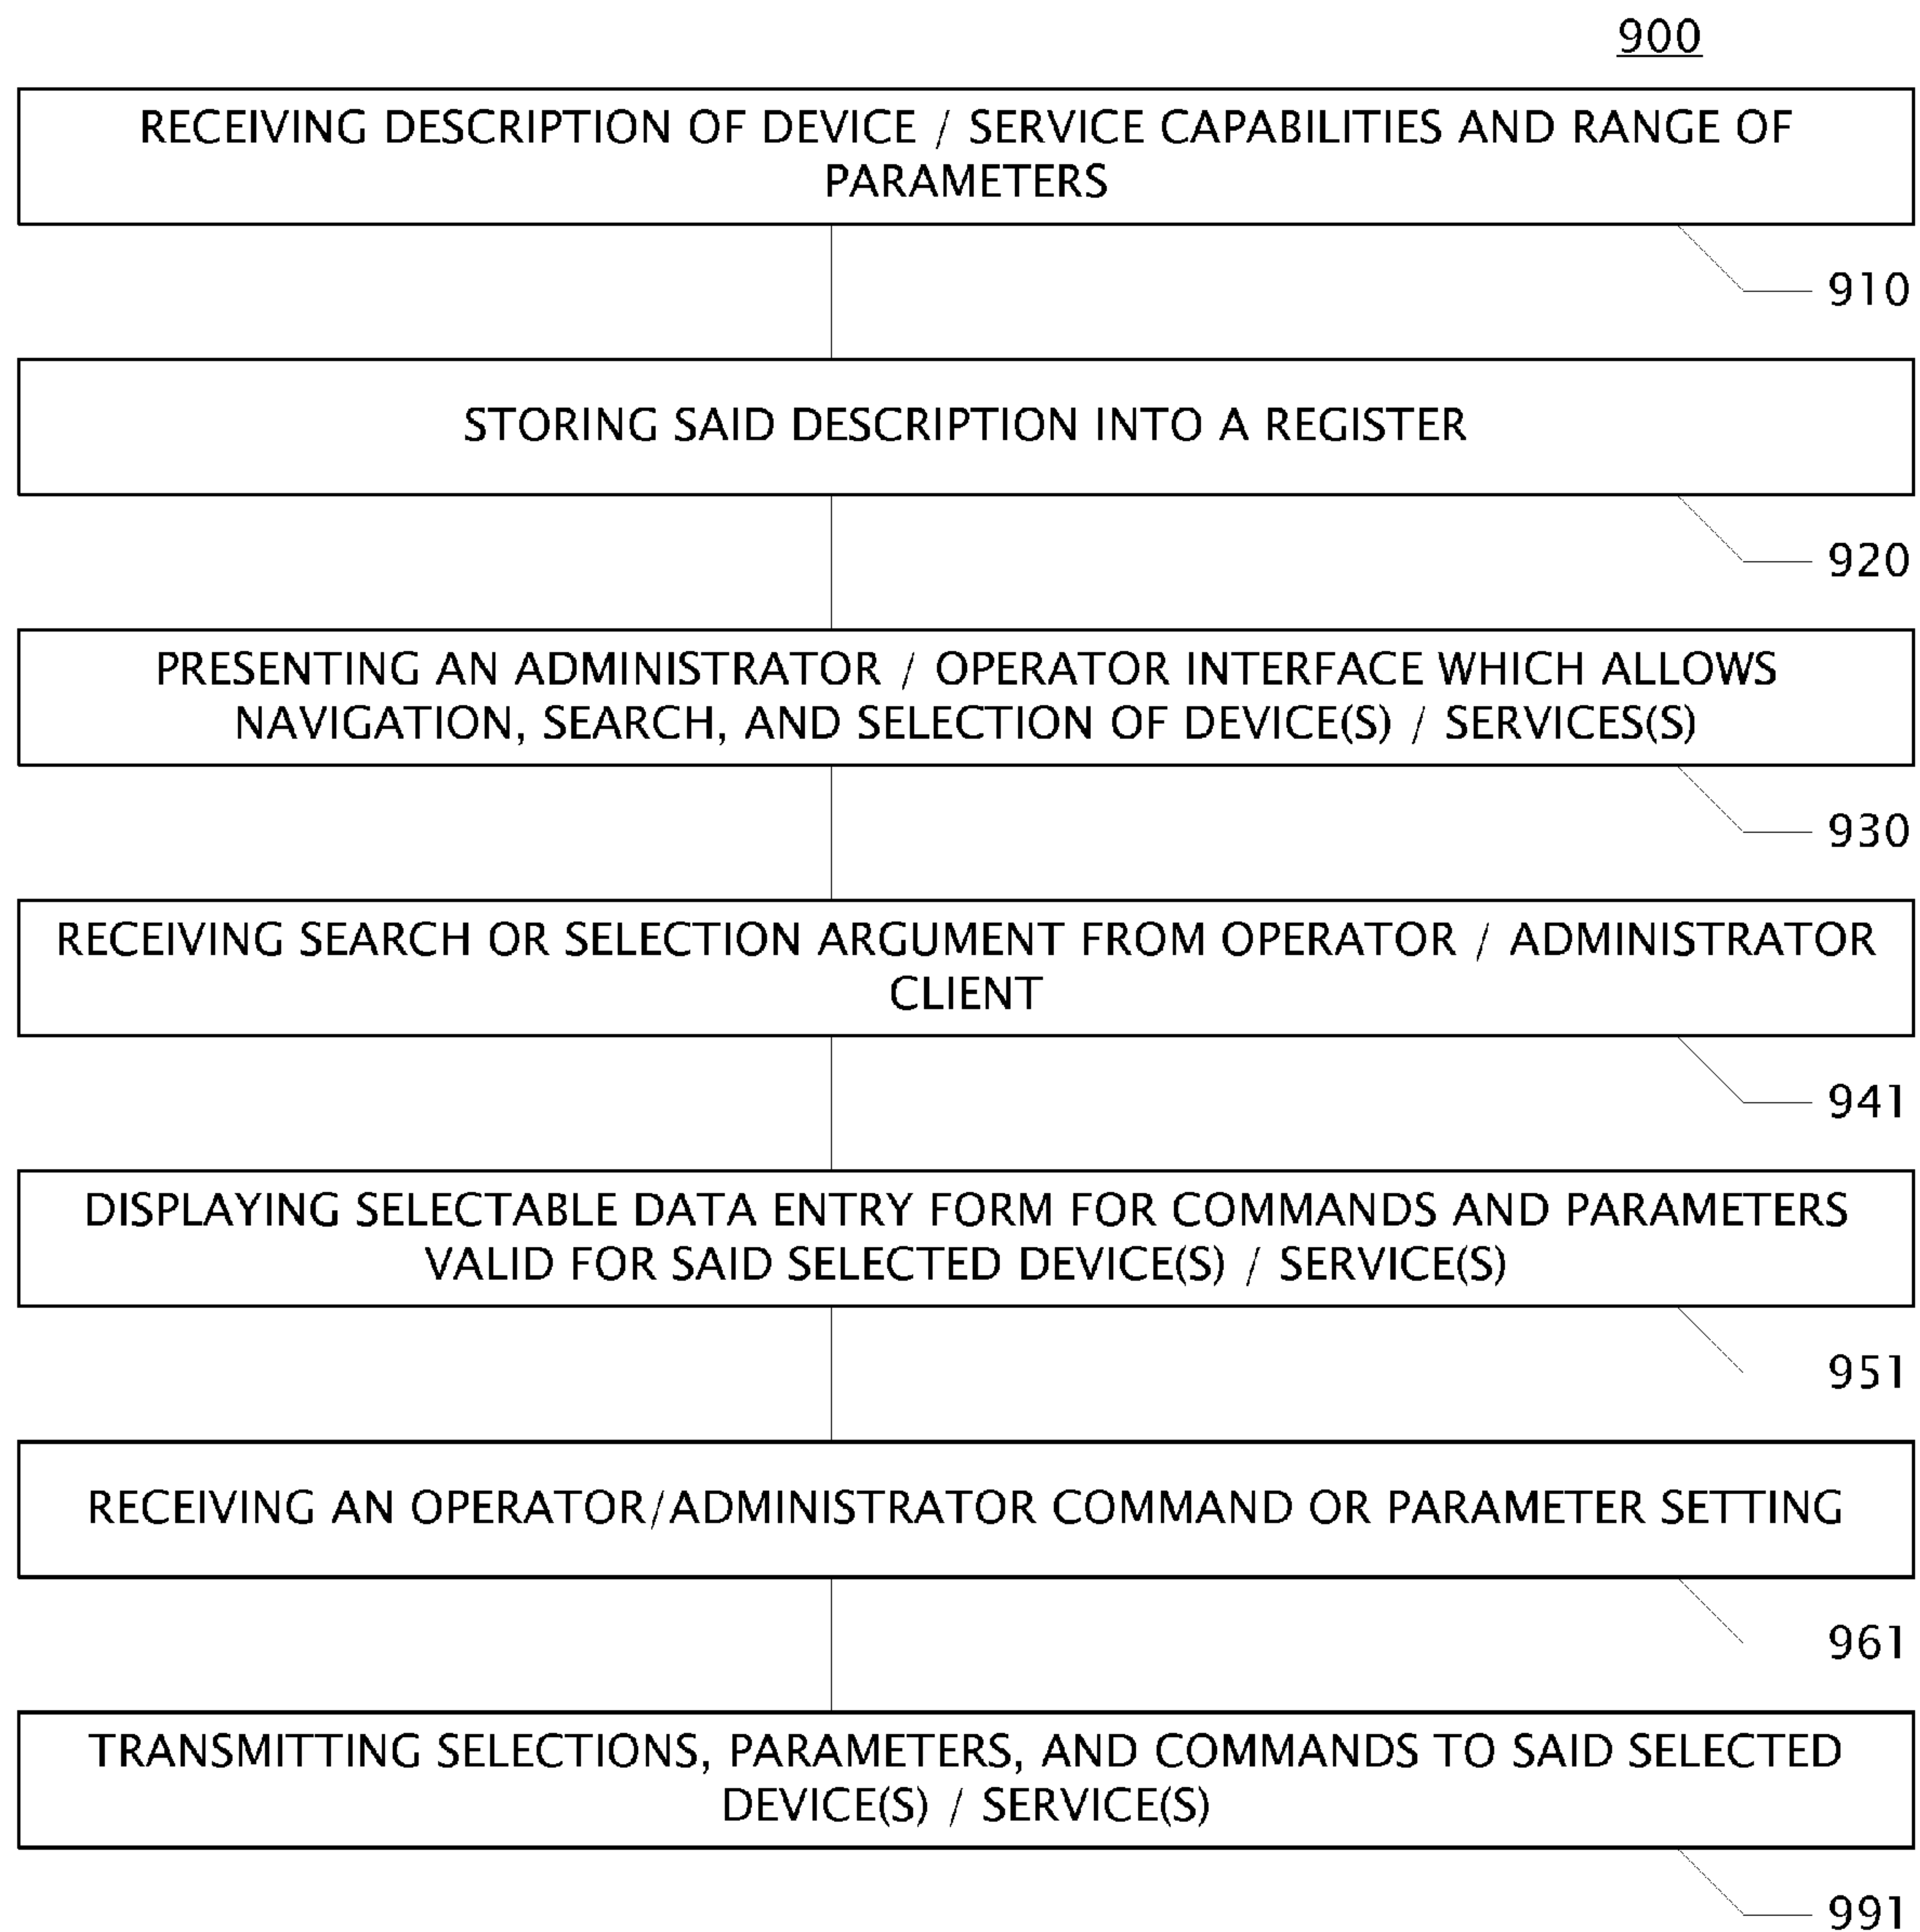 900
RECEIVING DESCRIPTION OF DEVICE / SERVICE CAPABILITIES AND RANGE OF
PARAMETERS
910
STORING SAID DESCRIPTION INTO A REGISTER
920
PRESENTING AN ADMINISTRATOR / OPERATOR INTERFACE WHICH ALLOWS
NAVIGATION, SEARCH, AND SELECTION OF DEVICE(S) / SERVICES(S)
930
RECEIVING SEARCH OR SELECTION ARGUMENT FROM OPERATOR / ADMINISTRATOR
CLIENT
941
DISPLAYING SELECTABLE DATA ENTRY FORM FOR COMMANDS AND PARAMETERS
VALID FOR SAID SELECTED DEVICE(S) / SERVICE(S)
951
RECEIVING AN OPERATOR/ADMINISTRATOR COMMAND OR PARAMETER SETTING
961
TRANSMITTING SELECTIONS, PARAMETERS, AND COMMANDS TO SAID SELECTED
DEVICE(S) / SERVICE(S)
991